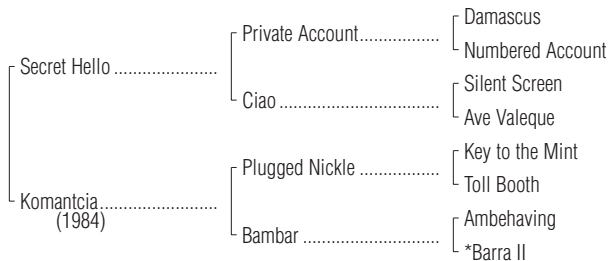 Damascus
Private Account..................
Numbered Account
Secret Hello .......................
Silent Screen
Ciao ....................................
Ave Valeque
Key to the Mint
Plugged Nickle ..................
Toll Booth
Komantcia..........................
(1984)
Ambehaving
Bambar ..............................
*Barra II